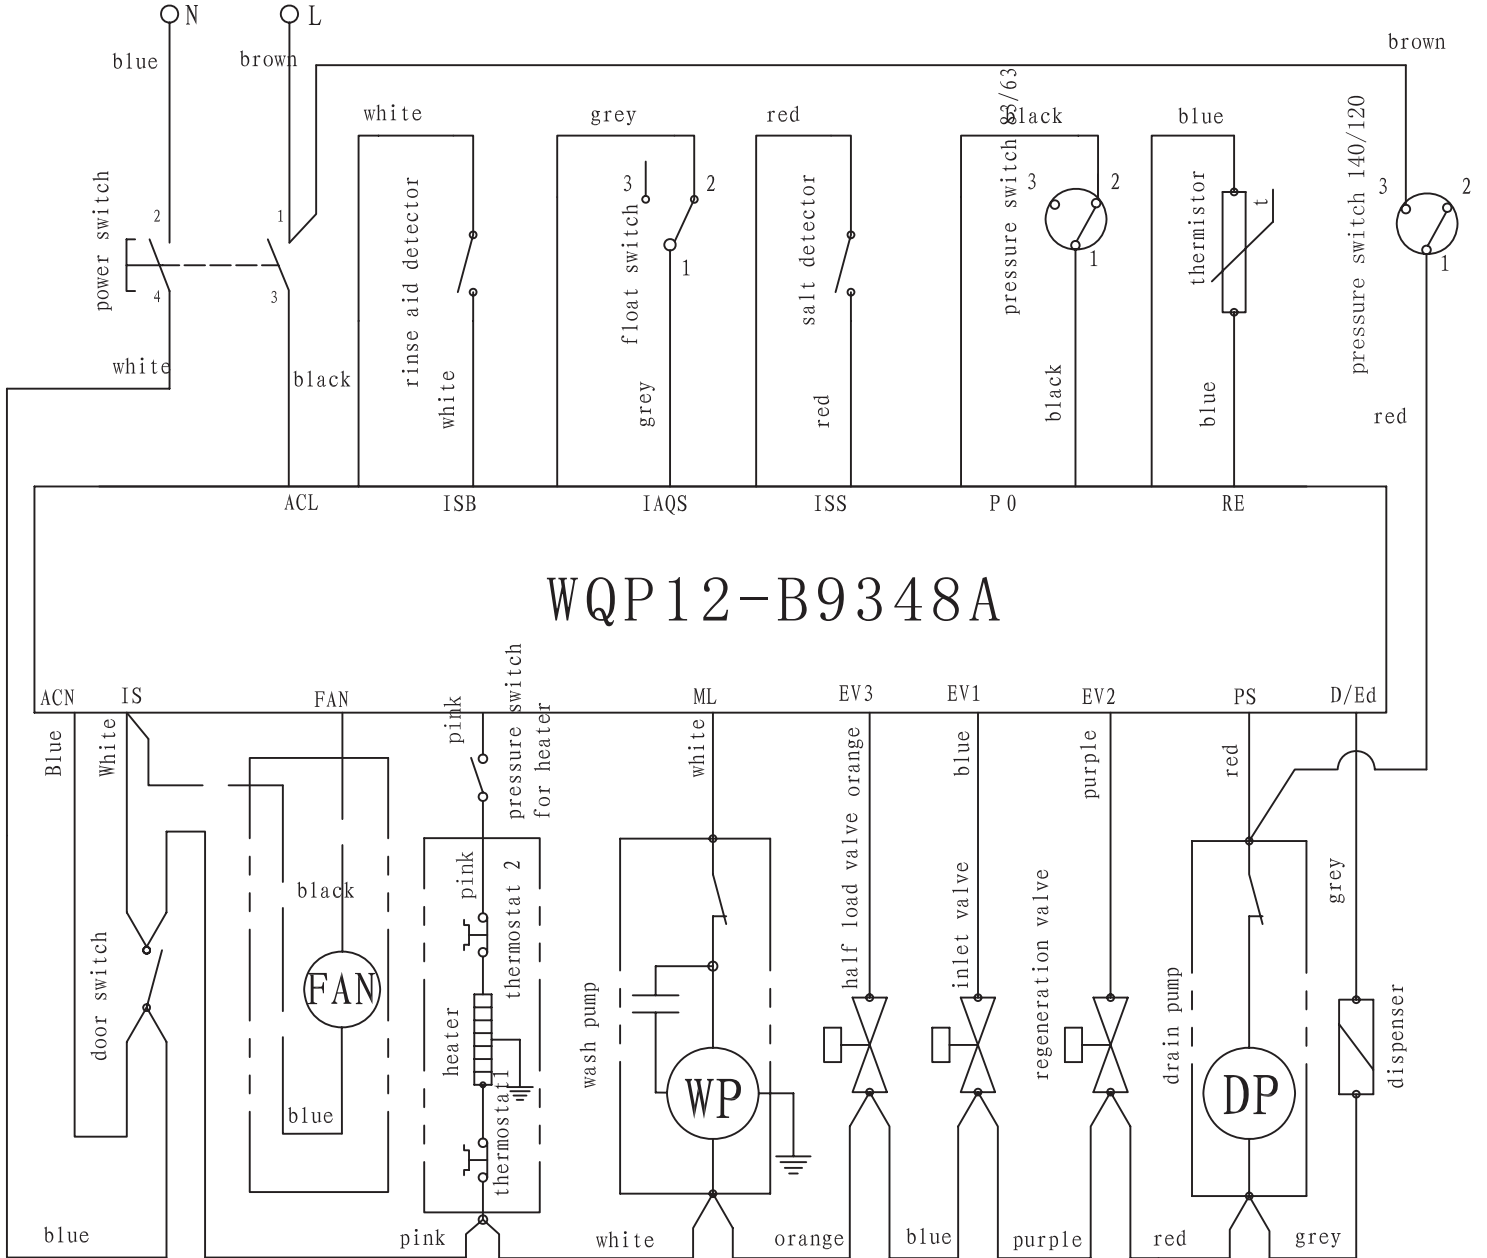 N
L
blue
brown
brown
white
grey
red
black
blue
power switch
2
4
1
3
white
black
rinse aid detector
white
3
2
1
float switch
grey
salt detector
red
pressure switch 83/63
3
2
1
black
thermistor
t
blue
pressure switch 140/120
3
2
1
red
ACL
ISB
IAQS
ISS
P0
RE
WQP12-B9348A
ACN
IS
FAN
ML
EV3
EV1
EV2
PS
D/Ed
Blue
White
pink
pressure switch
for heater
white
half load valve orange
blue
inlet valve
purple
regeneration valve
red
grey
door switch
black
FAN
blue
pink
thermostat 2
heater
thermostat1
wash pump
WP
drain pump
DP
dispenser
blue
pink
white
orange
blue
purple
red
grey